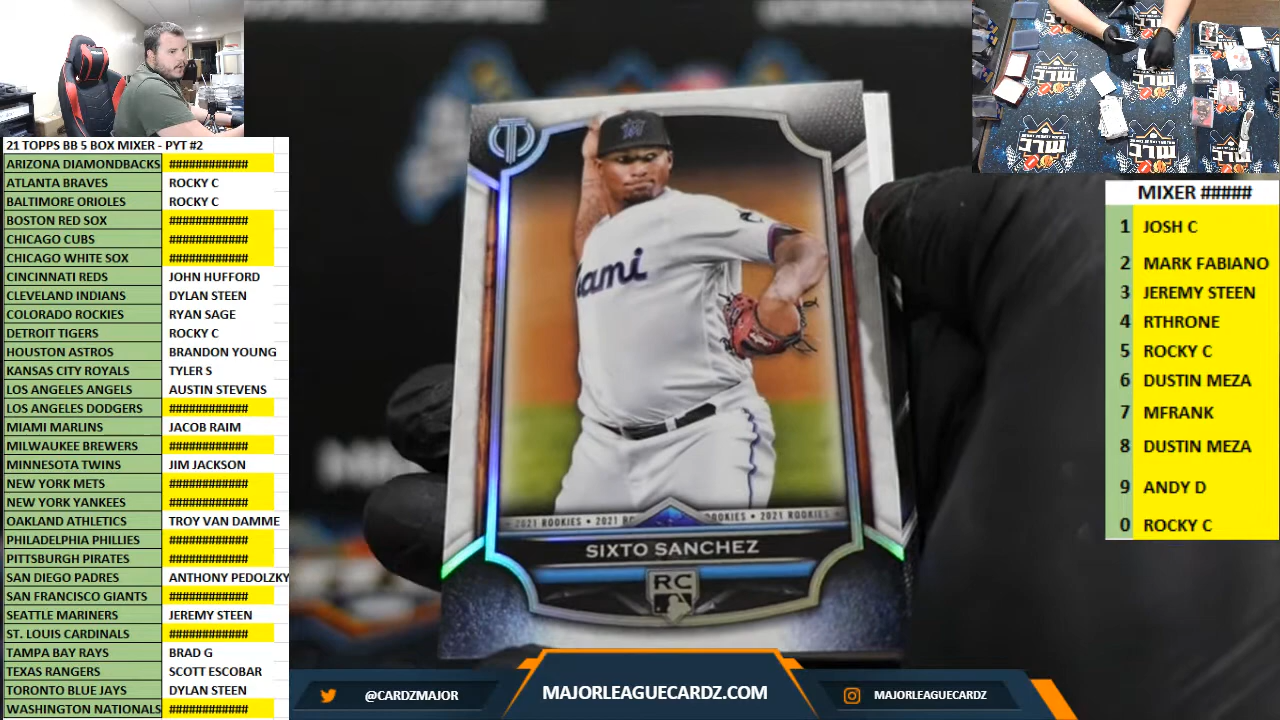 21 TOPPS BB 5 BOX MIXER - PYT #2
ARIZONA DIAMONDBACKS ############
ATLANTA BRAVES ROCKY C
BALTIMORE ORIOLES ROCKY C
BOSTON RED SOX ############
CHICAGO CUBS ############
CHICAGO WHITE SOX ############
CINCINNATI REDS JOHN HUFFORD
CLEVELAND INDIANS DYLAN STEEN
COLORADO ROCKIES RYAN SAGE
DETROIT TIGERS ROCKY C
HOUSTON ASTROS BRANDON YOUNG
KANSAS CITY ROYALS TYLER S
LOS ANGELES ANGELS AUSTIN STEVENS
LOS ANGELES DODGERS ############
MIAMI MARLINS JACOB RAIM
MILWAUKEE BREWERS ############
MINNESOTA TWINS JIM JACKSON
NEW YORK METS ############
NEW YORK YANKEES ############
OAKLAND ATHLETICS TROY VAN DAMME
PHILADELPHIA PHILLIES ############
PITTSBURGH PIRATES ############
SAN DIEGO PADRES ANTHONY PEDOLZKY
SAN FRANCISCO GIANTS ############
SEATTLE MARINERS JEREMY STEEN
ST. LOUIS CARDINALS ############
TAMPA BAY RAYS BRAD G
TEXAS RANGERS SCOTT ESCOBAR
TORONTO BLUE JAYS DYLAN STEEN
WASHINGTON NATIONALS ############
iami
2021 ROOKIES • 2021 ROOKIES • 2021 ROOKIES
SIXTO SANCHEZ
RC
MIXER #####
1 JOSH C
2 MARK FABIANO
3 JEREMY STEEN
4 RTHRONE
5 ROCKY C
6 DUSTIN MEZA
7 MFRANK
8 DUSTIN MEZA
9 ANDY D
0 ROCKY C
@CARDZMAJOR
MAJORLEAGUECARDZ.COM
MAJORLEAGUECARDZ